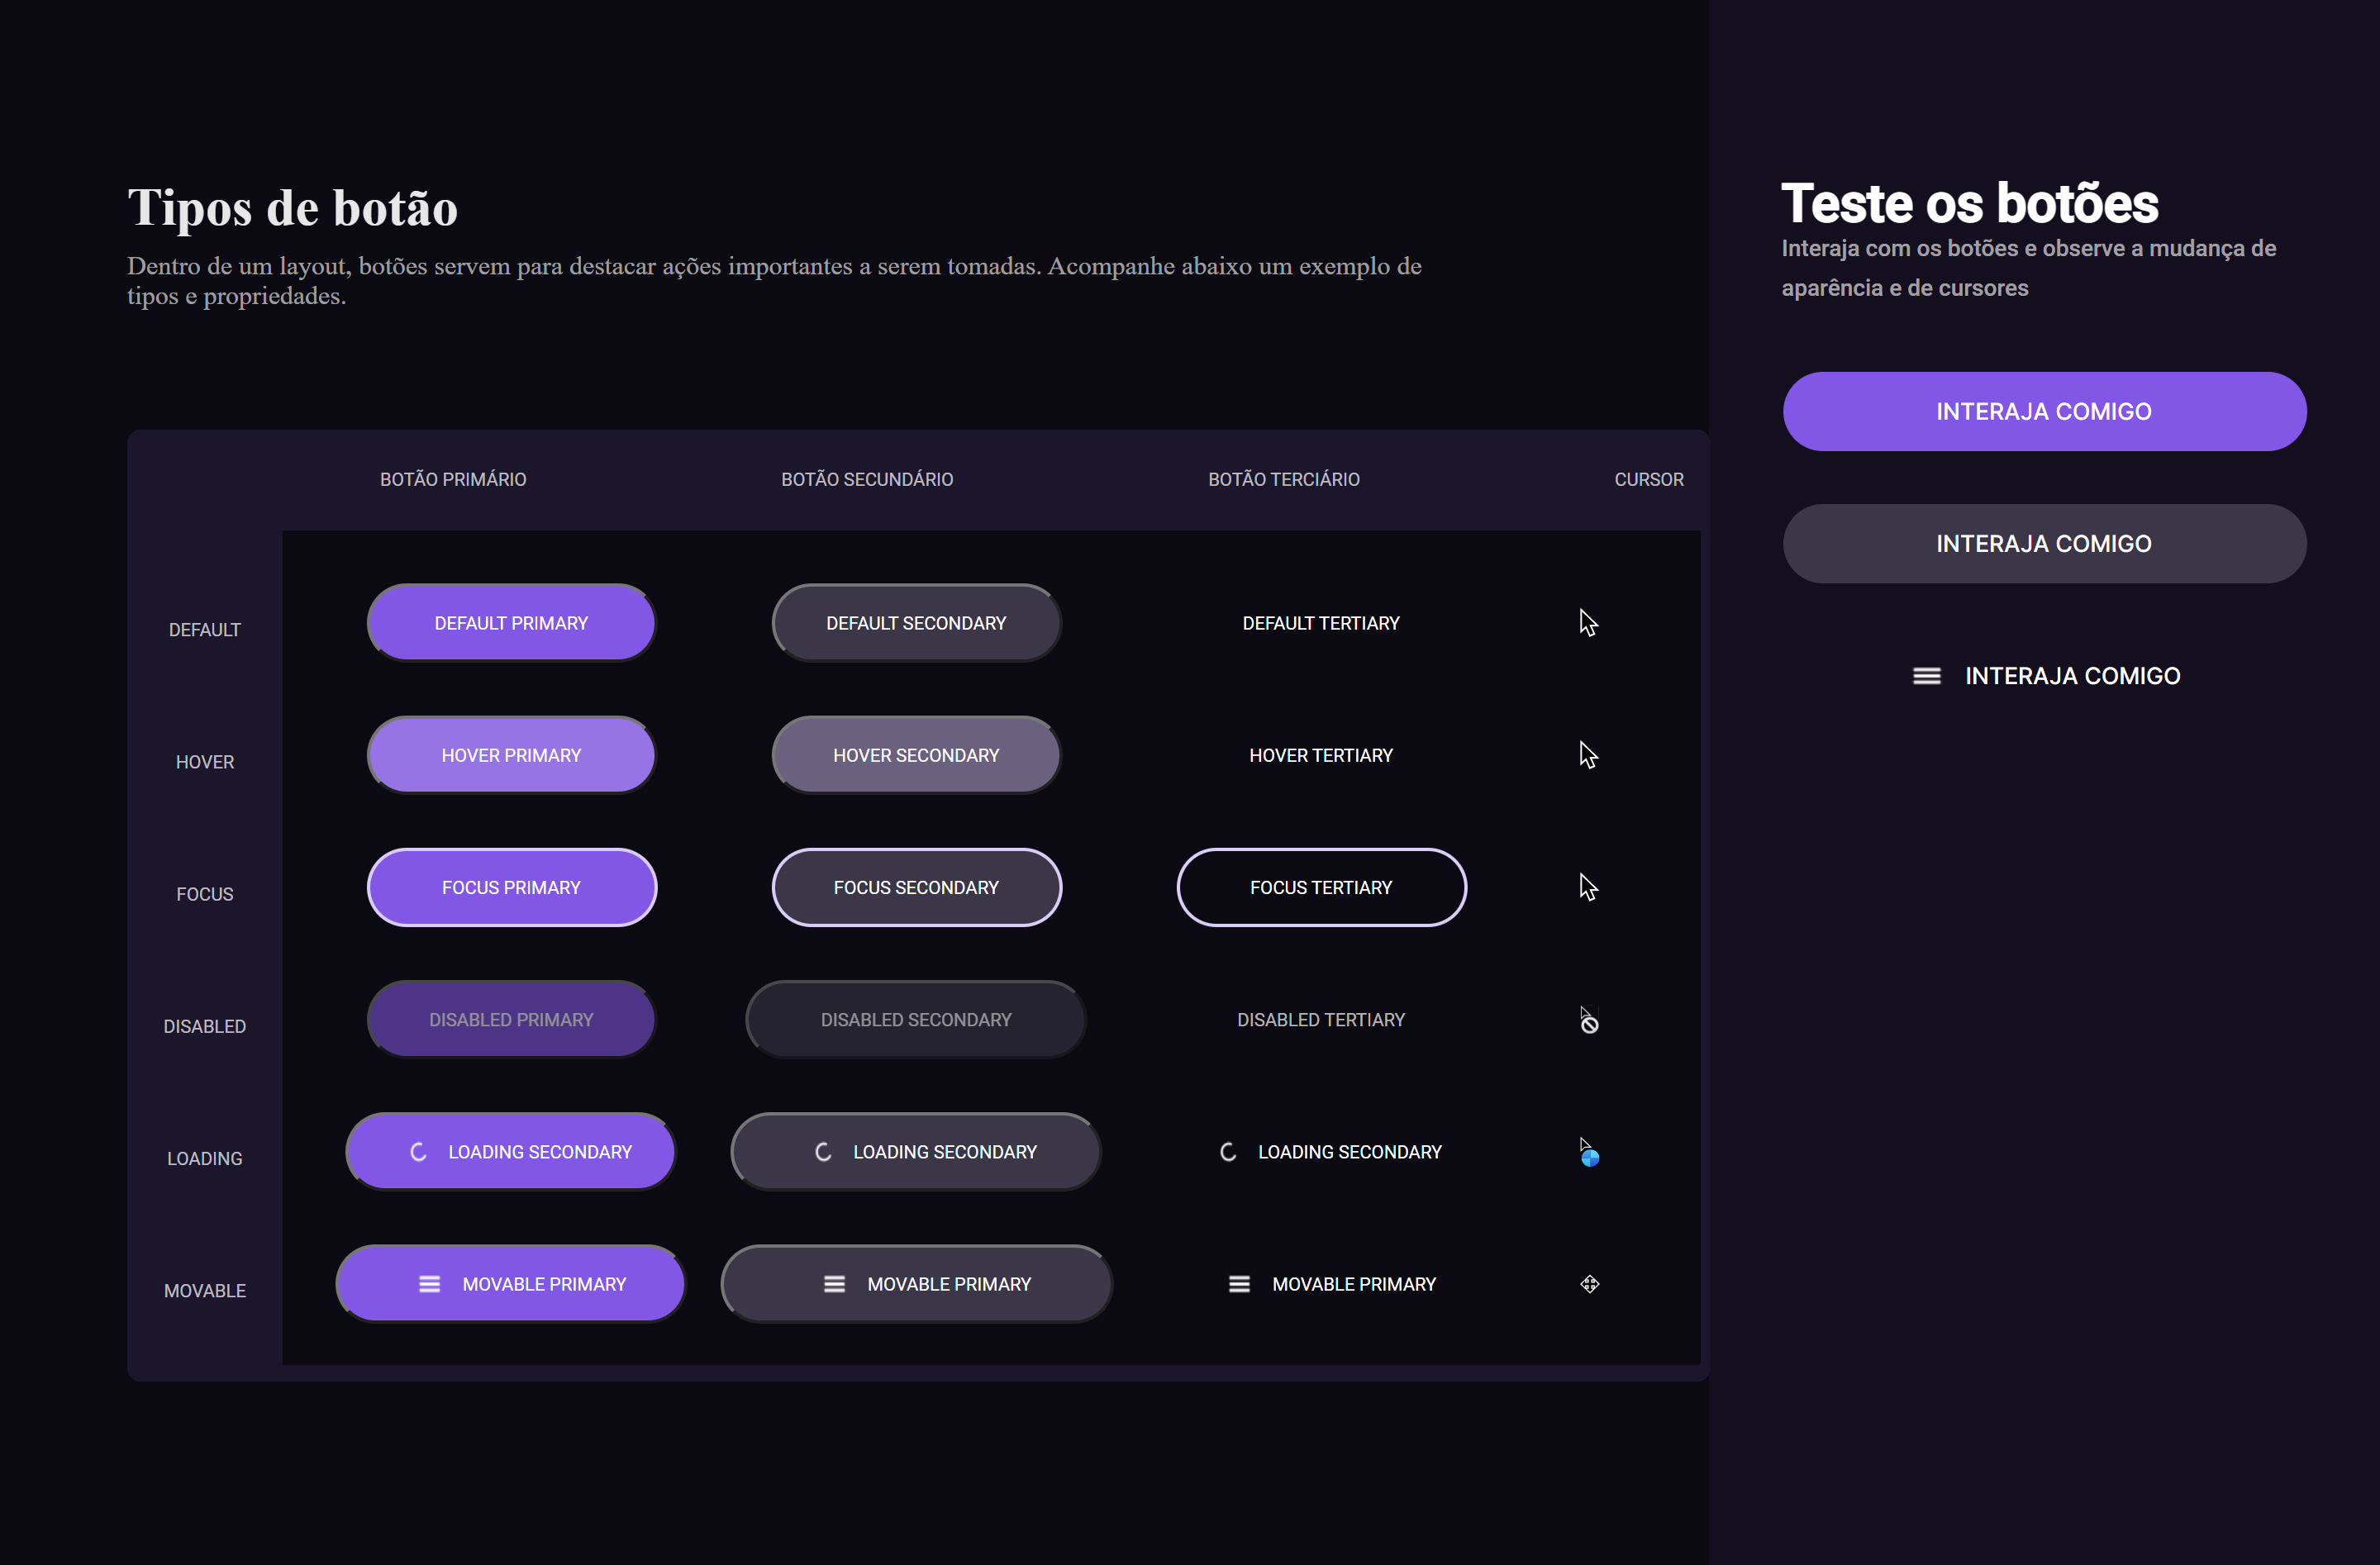 Tipos de botão
Dentro de um layout, botões servem para destacar ações importantes a serem tomadas. Acompanhe abaixo um exemplo de
tipos e propriedades.
BOTÃO PRIMÁRIO
BOTÃO SECUNDÁRIO
BOTÃO TERCIÁRIO
CURSOR
DEFAULT
DEFAULT PRIMARY
DEFAULT SECONDARY
DEFAULT TERTIARY
HOVER
HOVER PRIMARY
HOVER SECONDARY
HOVER TERTIARY
FOCUS
FOCUS PRIMARY
FOCUS SECONDARY
FOCUS TERTIARY
DISABLED
DISABLED PRIMARY
DISABLED SECONDARY
DISABLED TERTIARY
LOADING
LOADING SECONDARY
LOADING SECONDARY
LOADING SECONDARY
MOVABLE
MOVABLE PRIMARY
MOVABLE PRIMARY
MOVABLE PRIMARY
Teste os botões
Interaja com os botões e observe a mudança de
aparência e de cursores
INTERAJA COMIGO
INTERAJA COMIGO
INTERAJA COMIGO